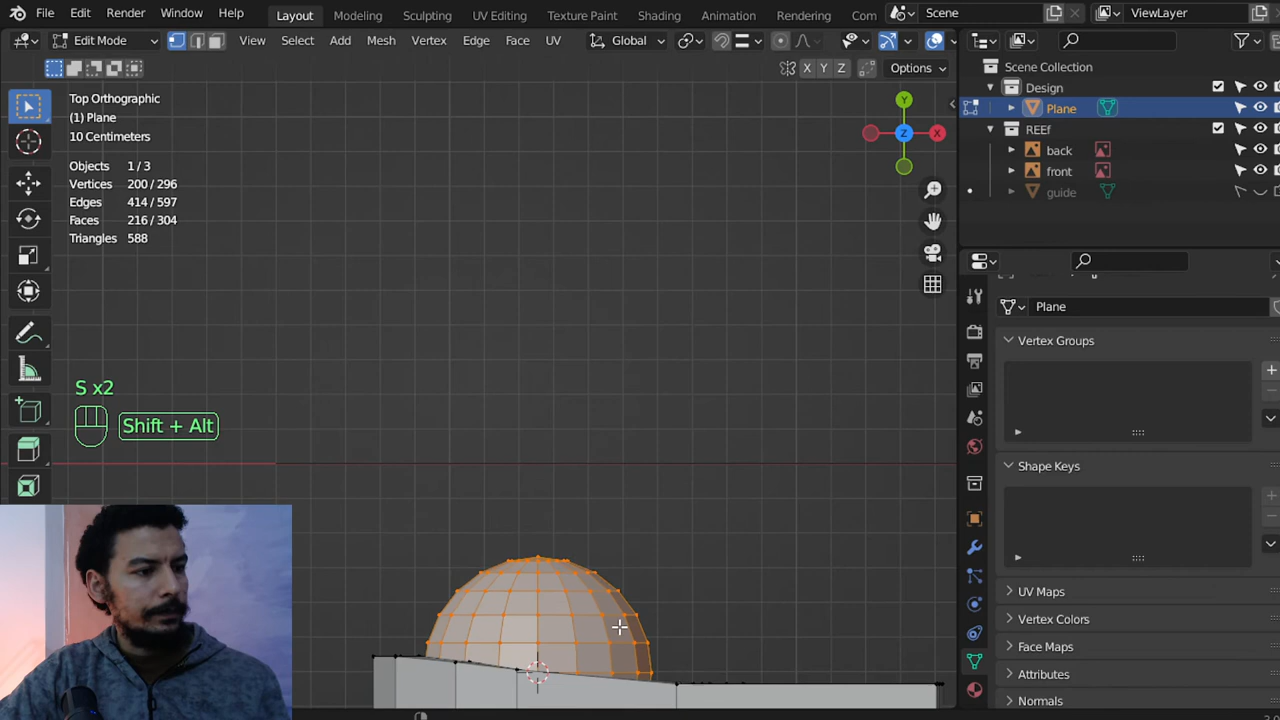 File Edit Render Window Help Layout Modeling Sculpting UV Editing Texture Paint Shading Animation Rendering Com Scene ViewLayer
Edit Mode View Select Add Mesh Vertex Edge Face UV Global
X Y Z Options
Top Orthographic
(1) Plane
10 Centimeters
Objects 1 / 3
Vertices 200 / 296
Edges 414 / 597
Faces 216 / 304
Triangles 588
Y
Z
X
S x2
Shift + Alt
Scene Collection
Design
Plane
REEf
back
front
guide
Plane
Vertex Groups
Shape Keys
UV Maps
Vertex Colors
Face Maps
Attributes
Normals